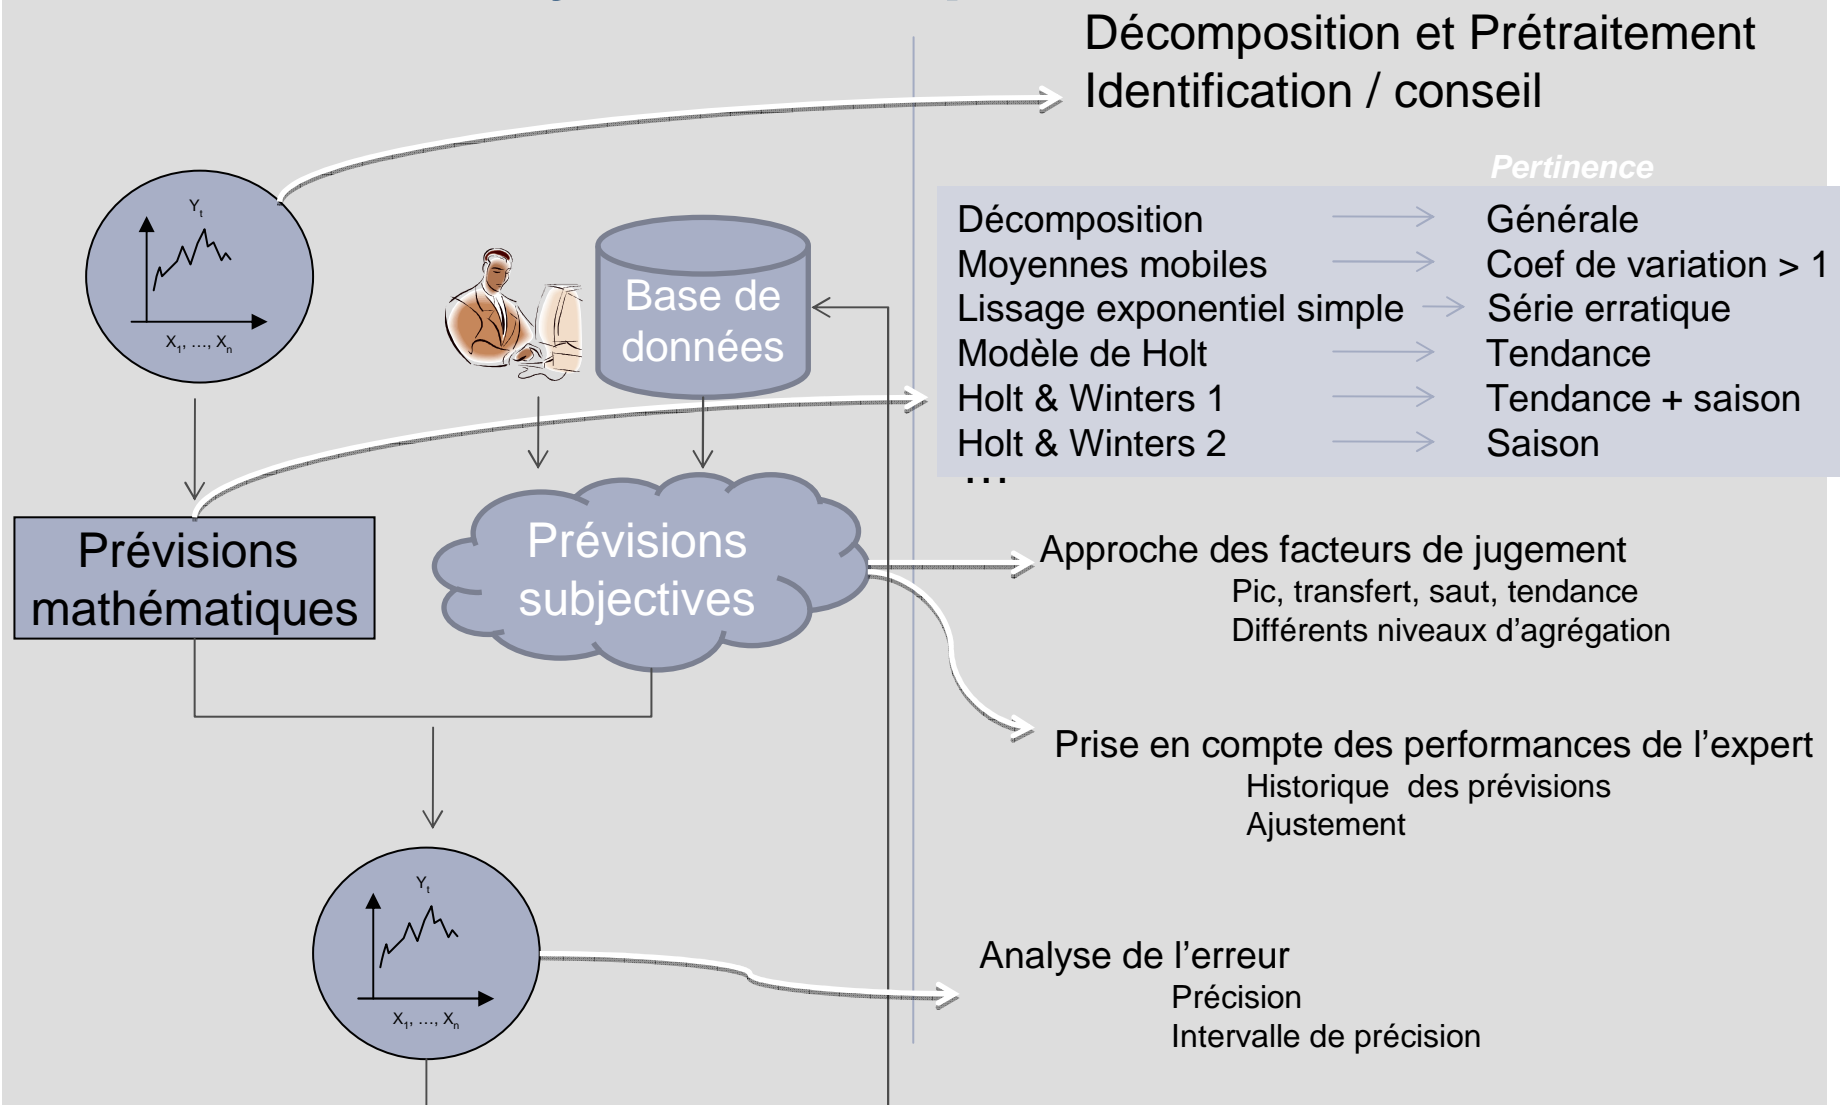 Décomposition et Prétraitement
Identification / conseil
Pertinence
Décomposition Générale
Moyennes mobiles Coef de variation > 1
Lissage exponentiel simple Série erratique
Modèle de Holt Tendance
Holt & Winters 1 Tendance + saison
Holt & Winters 2 Saison
...
Yt
X1, ..., Xn
Base de
données
Prévisions
mathématiques
Prévisions
subjectives
Approche des facteurs de jugement
Pic, transfert, saut, tendance
Différents niveaux d’agrégation
Prise en compte des performances de l’expert
Historique des prévisions
Ajustement
Yt
X1, ..., Xn
Analyse de l’erreur
Précision
Intervalle de précision